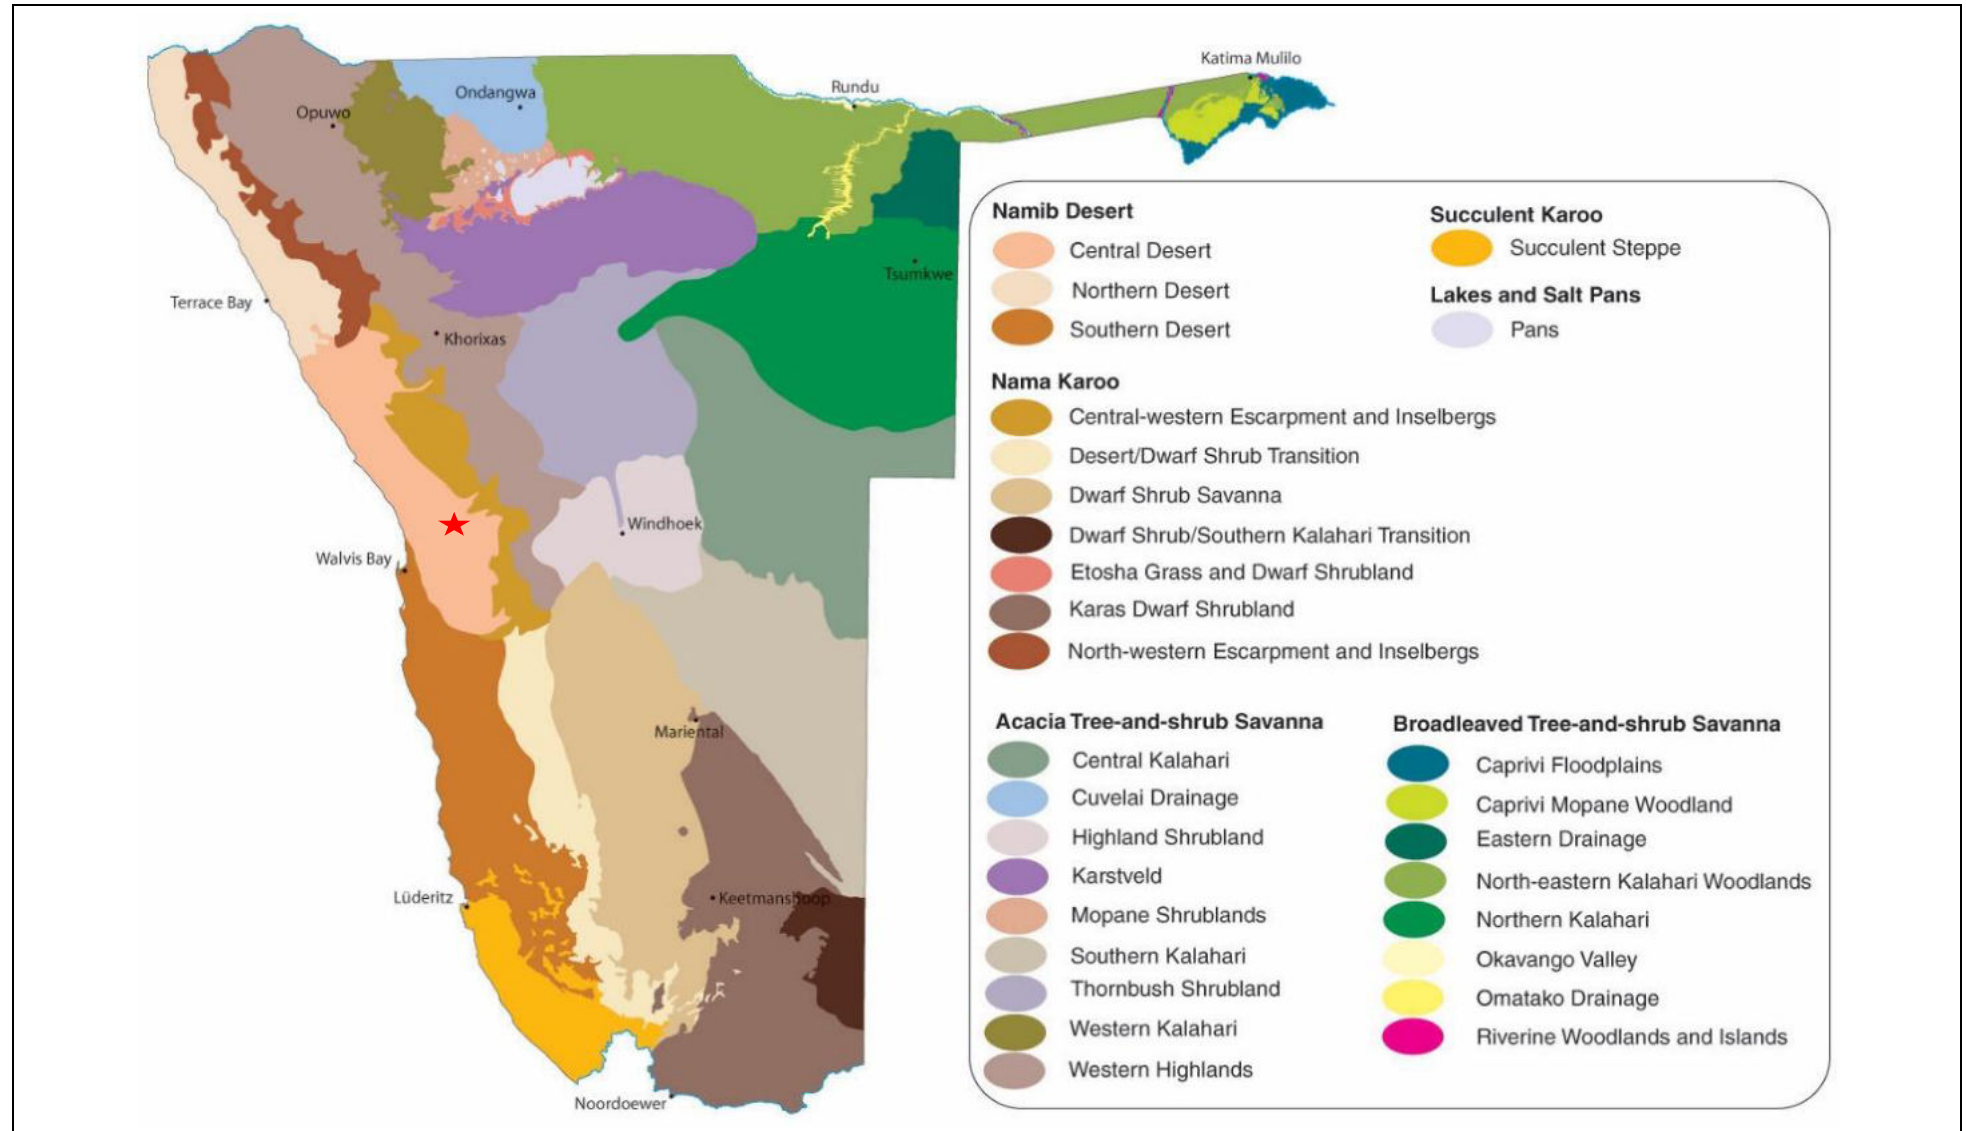 Katima Mulilo
Rundu
Ondangwa
Opuwo
Tsumkwe
Terrace Bay
Khorixas
Windhoek
Walvis Bay
Mariental
Lüderitz
Keetmanshoop
Noordoewer
Namib Desert
Central Desert
Northern Desert
Southern Desert
Succulent Karoo
Succulent Steppe
Lakes and Salt Pans
Pans
Nama Karoo
Central-western Escarpment and Inselbergs
Desert/Dwarf Shrub Transition
Dwarf Shrub Savanna
Dwarf Shrub/Southern Kalahari Transition
Etosha Grass and Dwarf Shrubland
Karas Dwarf Shrubland
North-western Escarpment and Inselbergs
Acacia Tree-and-shrub Savanna
Central Kalahari
Cuvelai Drainage
Highland Shrubland
Karstveld
Mopane Shrublands
Southern Kalahari
Thornbush Shrubland
Western Kalahari
Western Highlands
Broadleaved Tree-and-shrub Savanna
Caprivi Floodplains
Caprivi Mopane Woodland
Eastern Drainage
North-eastern Kalahari Woodlands
Northern Kalahari
Okavango Valley
Omatako Drainage
Riverine Woodlands and Islands